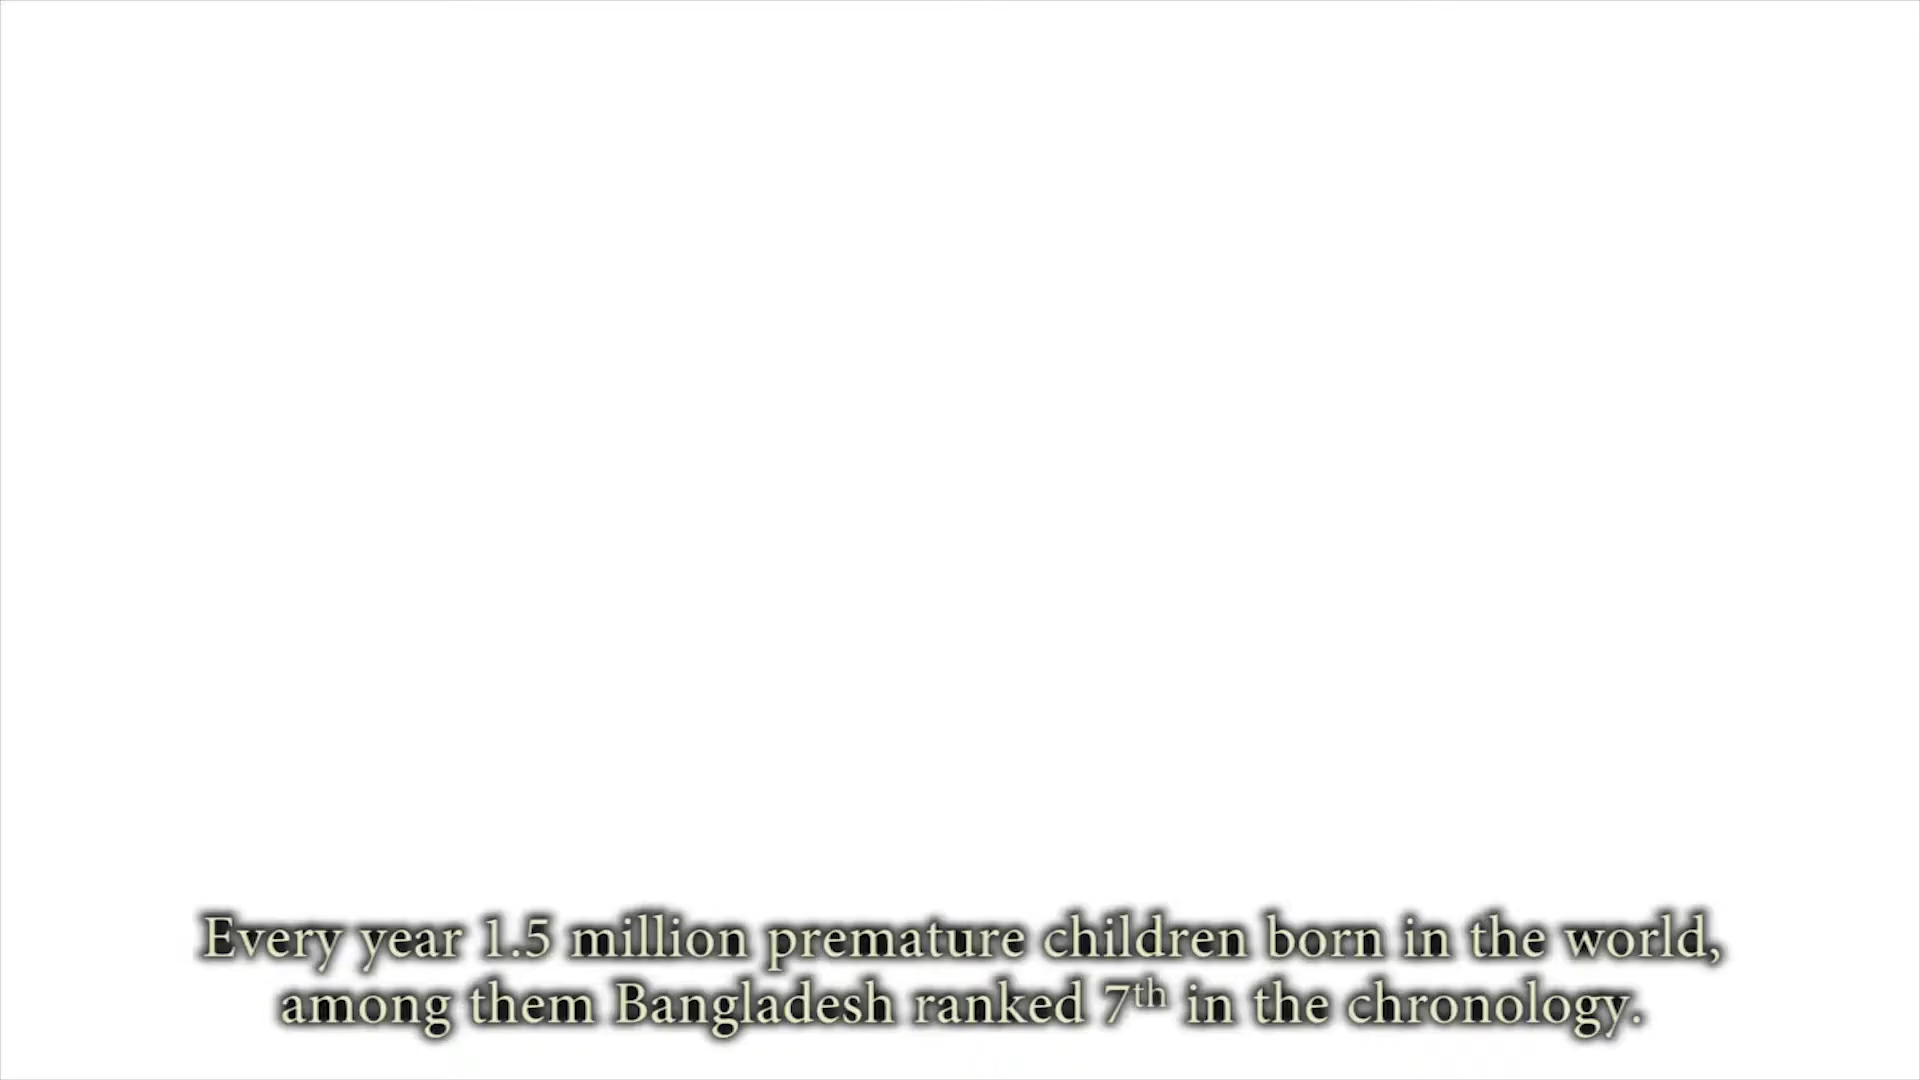 Every year 1.5 million premature children born in the world,
among them Bangladesh ranked 7th in the chronology.